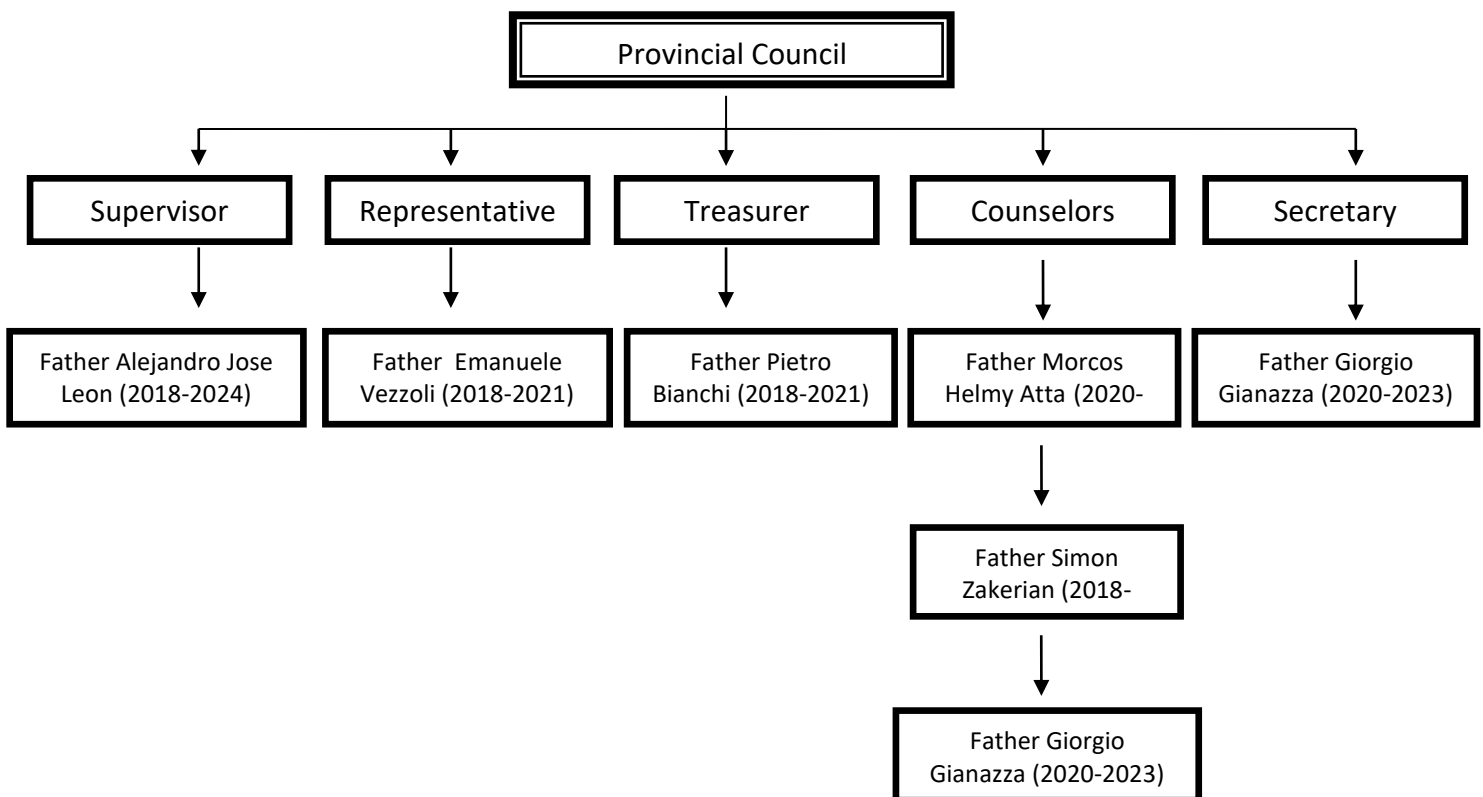 Provincial Council
Supervisor
Representative
Treasurer
Counselors
Secretary
Father Alejandro Jose
Leon (2018-2024)
Father Emanuele
Vezzoli (2018-2021)
Father Pietro
Bianchi (2018-2021)
Father Morcos
Helmy Atta (2020-
Father Giorgio
Gianazza (2020-2023)
Father Simon
Zakerian (2018-
Father Giorgio
Gianazza (2020-2023)